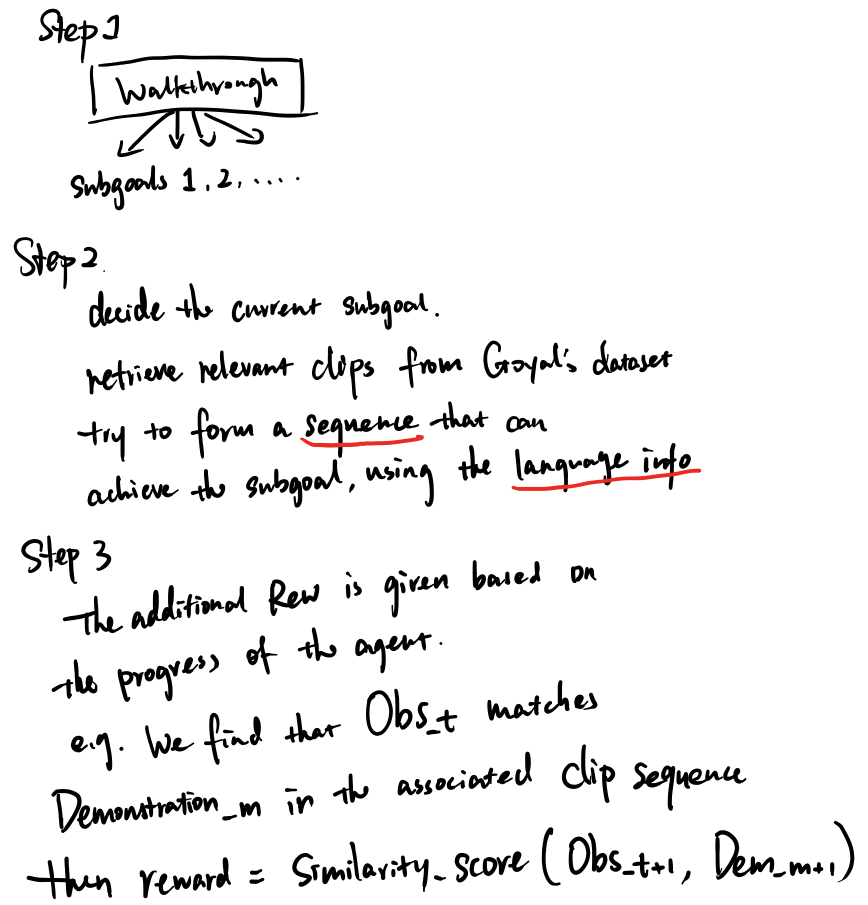 Step 1
Walkthrough
Subgoals 1, 2, .....
Step 2
decide the current subgoal.
retrieve relevant clips from Goyal's dataset
try to form a sequence that can
achieve the subgoal, using the language info
Step 3
The additional Rew is given based on
the progress of the agent.
e.g. We find that Obs_t matches
Demonstration_m in the associated clip sequence
then reward = Similarity_score (Obs_t+1, Dem_m+1)